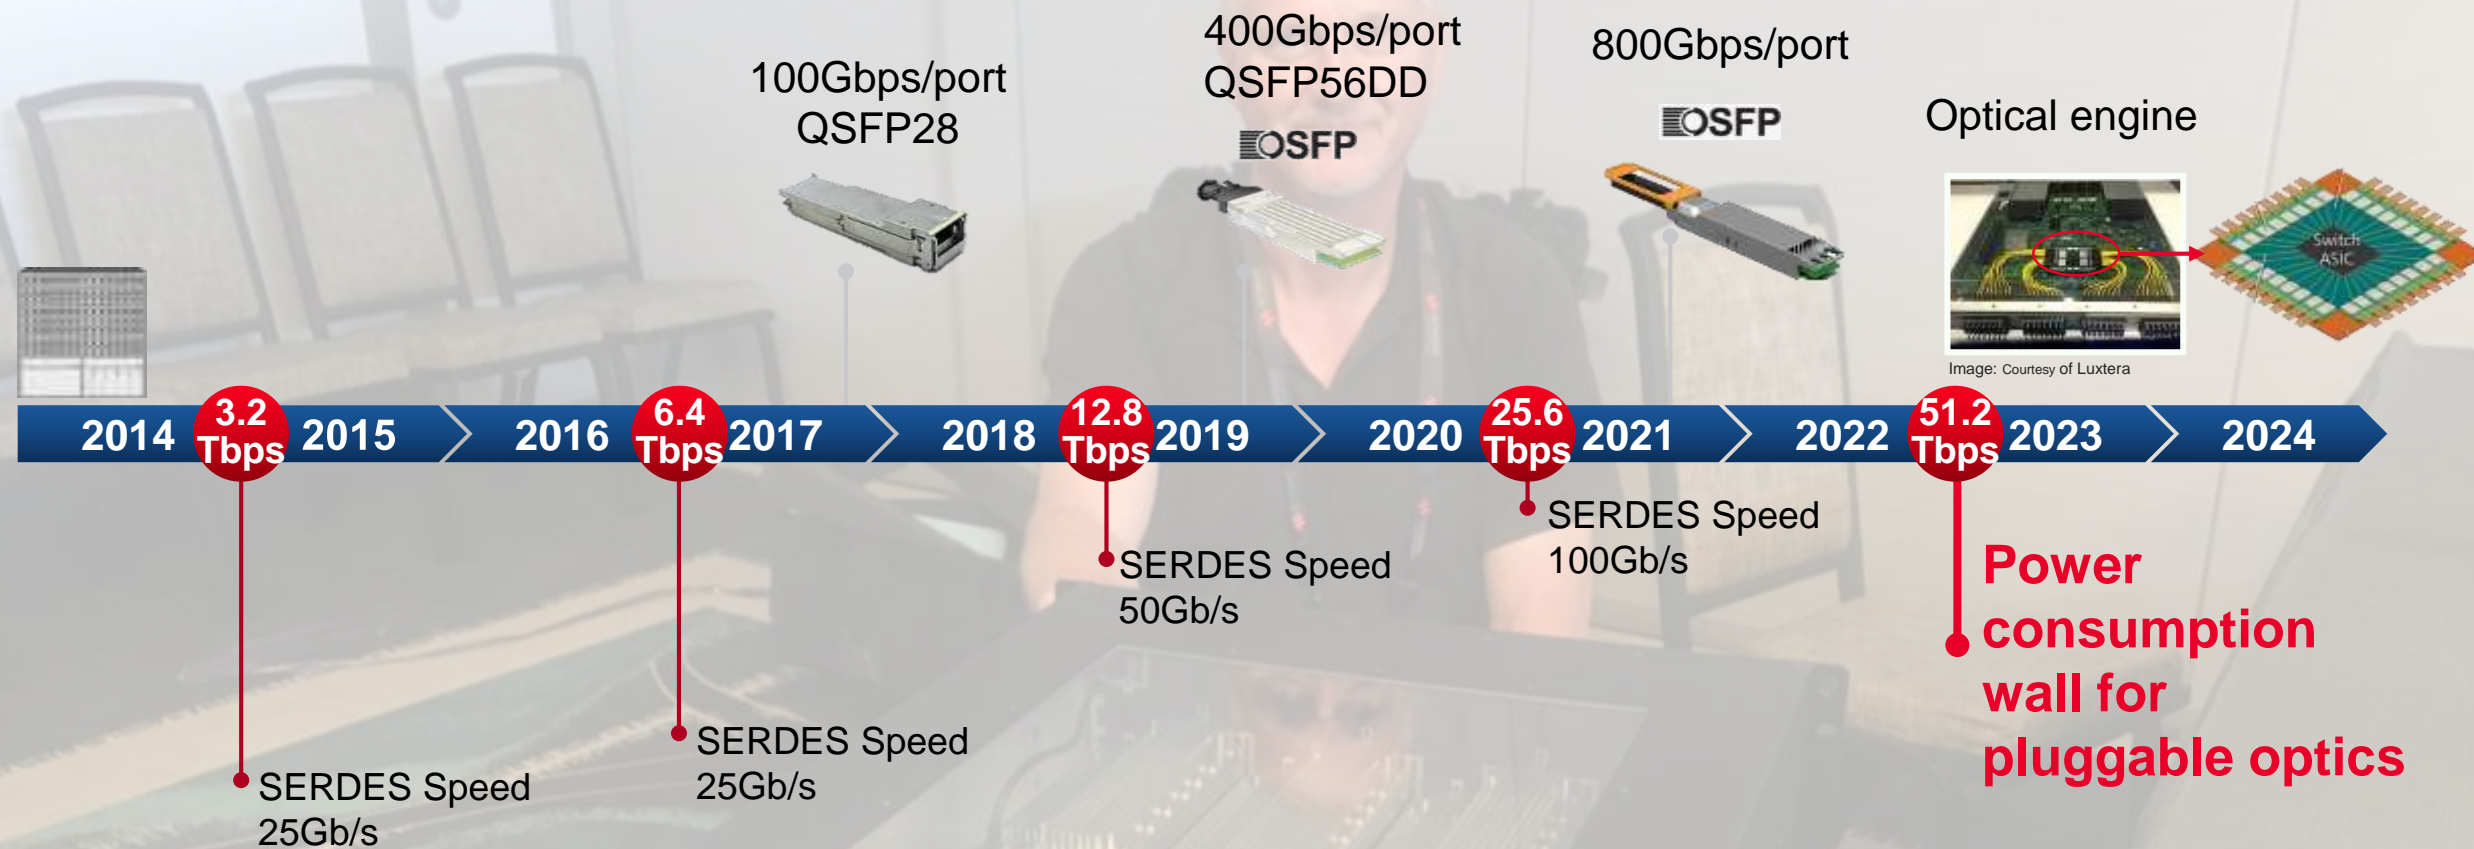 100Gbps/port
QSFP28
400Gbps/port
QSFP56DD
OSFP
800Gbps/port
OSFP
Optical engine
Switch
ASIC
Image: Courtesy of Luxtera
2014
3.2
Tbps
2015
2016
6.4
Tbps
2017
2018
12.8
Tbps
2019
2020
25.6
Tbps
2021
2022
51.2
Tbps
2023
2024
SERDES Speed
25Gb/s
SERDES Speed
25Gb/s
SERDES Speed
50Gb/s
SERDES Speed
100Gb/s
Power
consumption
wall for
pluggable optics